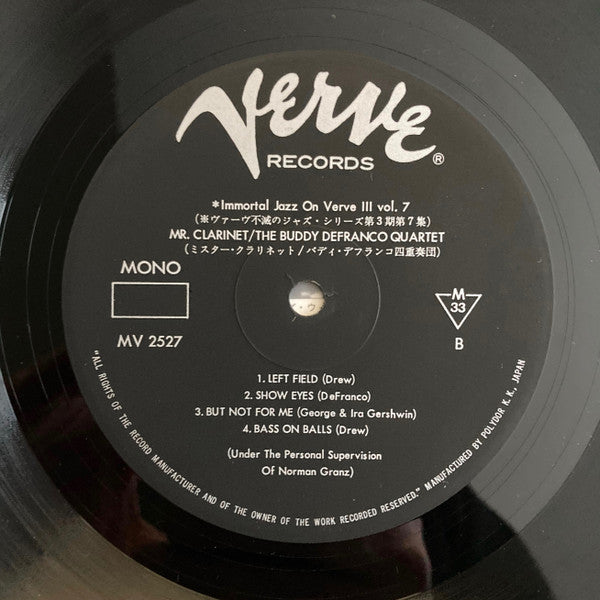 Verve
RECORDS ®
*Immortal Jazz On Verve III vol. 7
(※ヴァーヴ不滅のジャズ・シリーズ第3期第7集)
MR. CLARINET/THE BUDDY DEFRANCO QUARTET
(ミスター・クラリネット/バディ・デフランコ四重奏団)
MONO
M
33
MV 2527
B
1. LEFT FIELD (Drew)
2. SHOW EYES (DeFranco)
3. BUT NOT FOR ME (George & Ira Gershwin)
4. BASS ON BALLS (Drew)
(Under The Personal Supervision
Of Norman Granz)
"ALL RIGHTS OF THE RECORD MANUFACTURER AND OF THE OWNER OF THE WORK RECORDED RESERVED." MANUFACTURED BY POLYDOR K. K., JAPAN